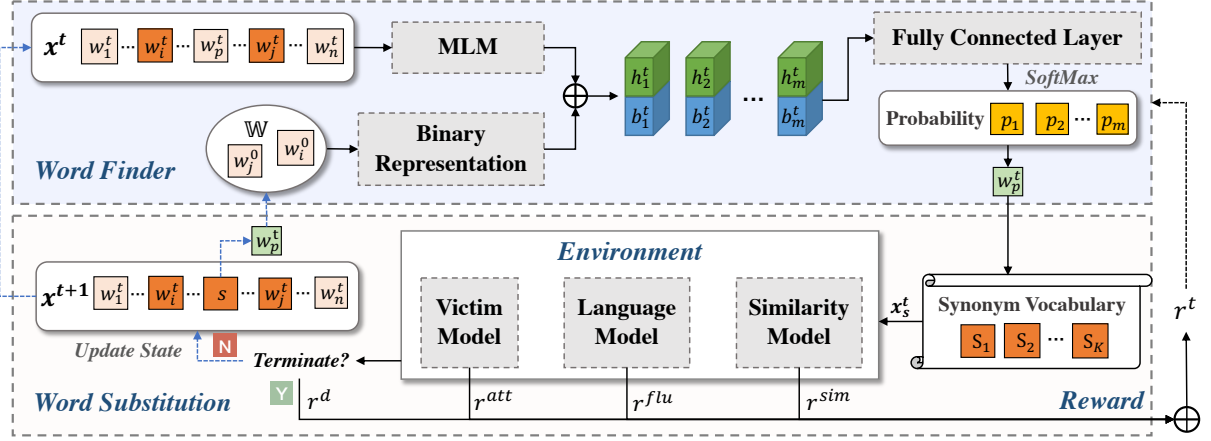 x^t w_1^t ... w_i^t ... w_p^t ... w_j^t ... w_n^t
MLM
h_1^t h_2^t ... h_m^t
b_1^t b_2^t b_m^t
Fully Connected Layer
SoftMax
Probability p_1 p_2 ... p_m
w_p^t
𝕎
w_j^0 w_i^0
Binary
Representation
Word Finder
w_p^t
x^{t+1} w_1^t ... w_i^t ... s ... w_j^t ... w_n^t
Update State N
Terminate?
Y r^d
Word Substitution
Environment
Victim
Model
Language
Model
Similarity
Model
r^{att} r^{flu} r^{sim}
x_s^t
Synonym Vocabulary
S_1 S_2 ... S_K
Reward
r^t